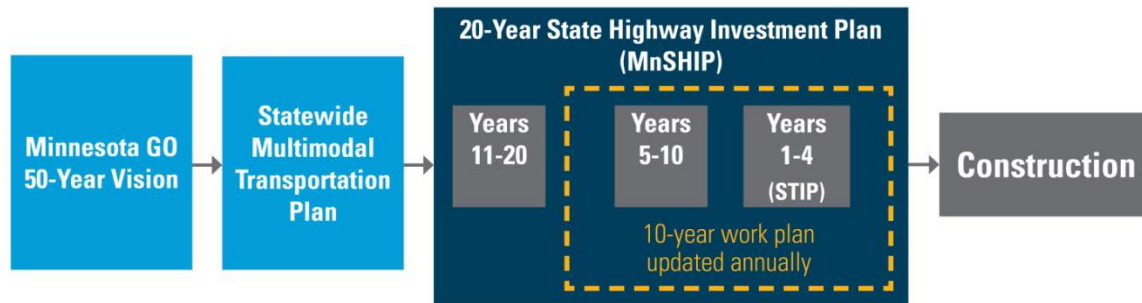 20-Year State Highway Investment Plan
(MnSHIP)
Minnesota GO
50-Year Vision
Statewide
Multimodal
Transportation
Plan
Years
11-20
Years
5-10
Years
1-4
(STIP)
10-year work plan
updated annually
Construction